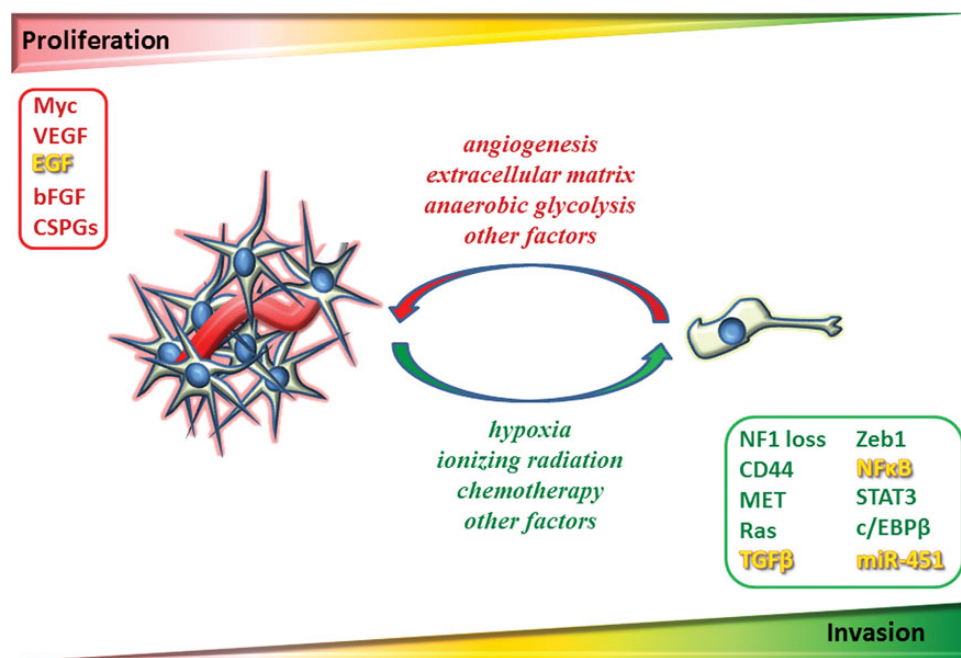 Proliferation
Myc
VEGF
EGF
bFGF
CSPGs
angiogenesis
extracellular matrix
anaerobic glycolysis
other factors
hypoxia
ionizing radiation
chemotherapy
other factors
NF1 loss Zeb1
CD44 NFκB
MET STAT3
Ras c/EBPβ
TGFβ miR-451
Invasion